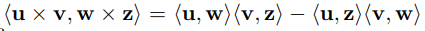 ⟨u × v, w × z⟩ = ⟨u, w⟩⟨v, z⟩ − ⟨u, z⟩⟨v, w⟩